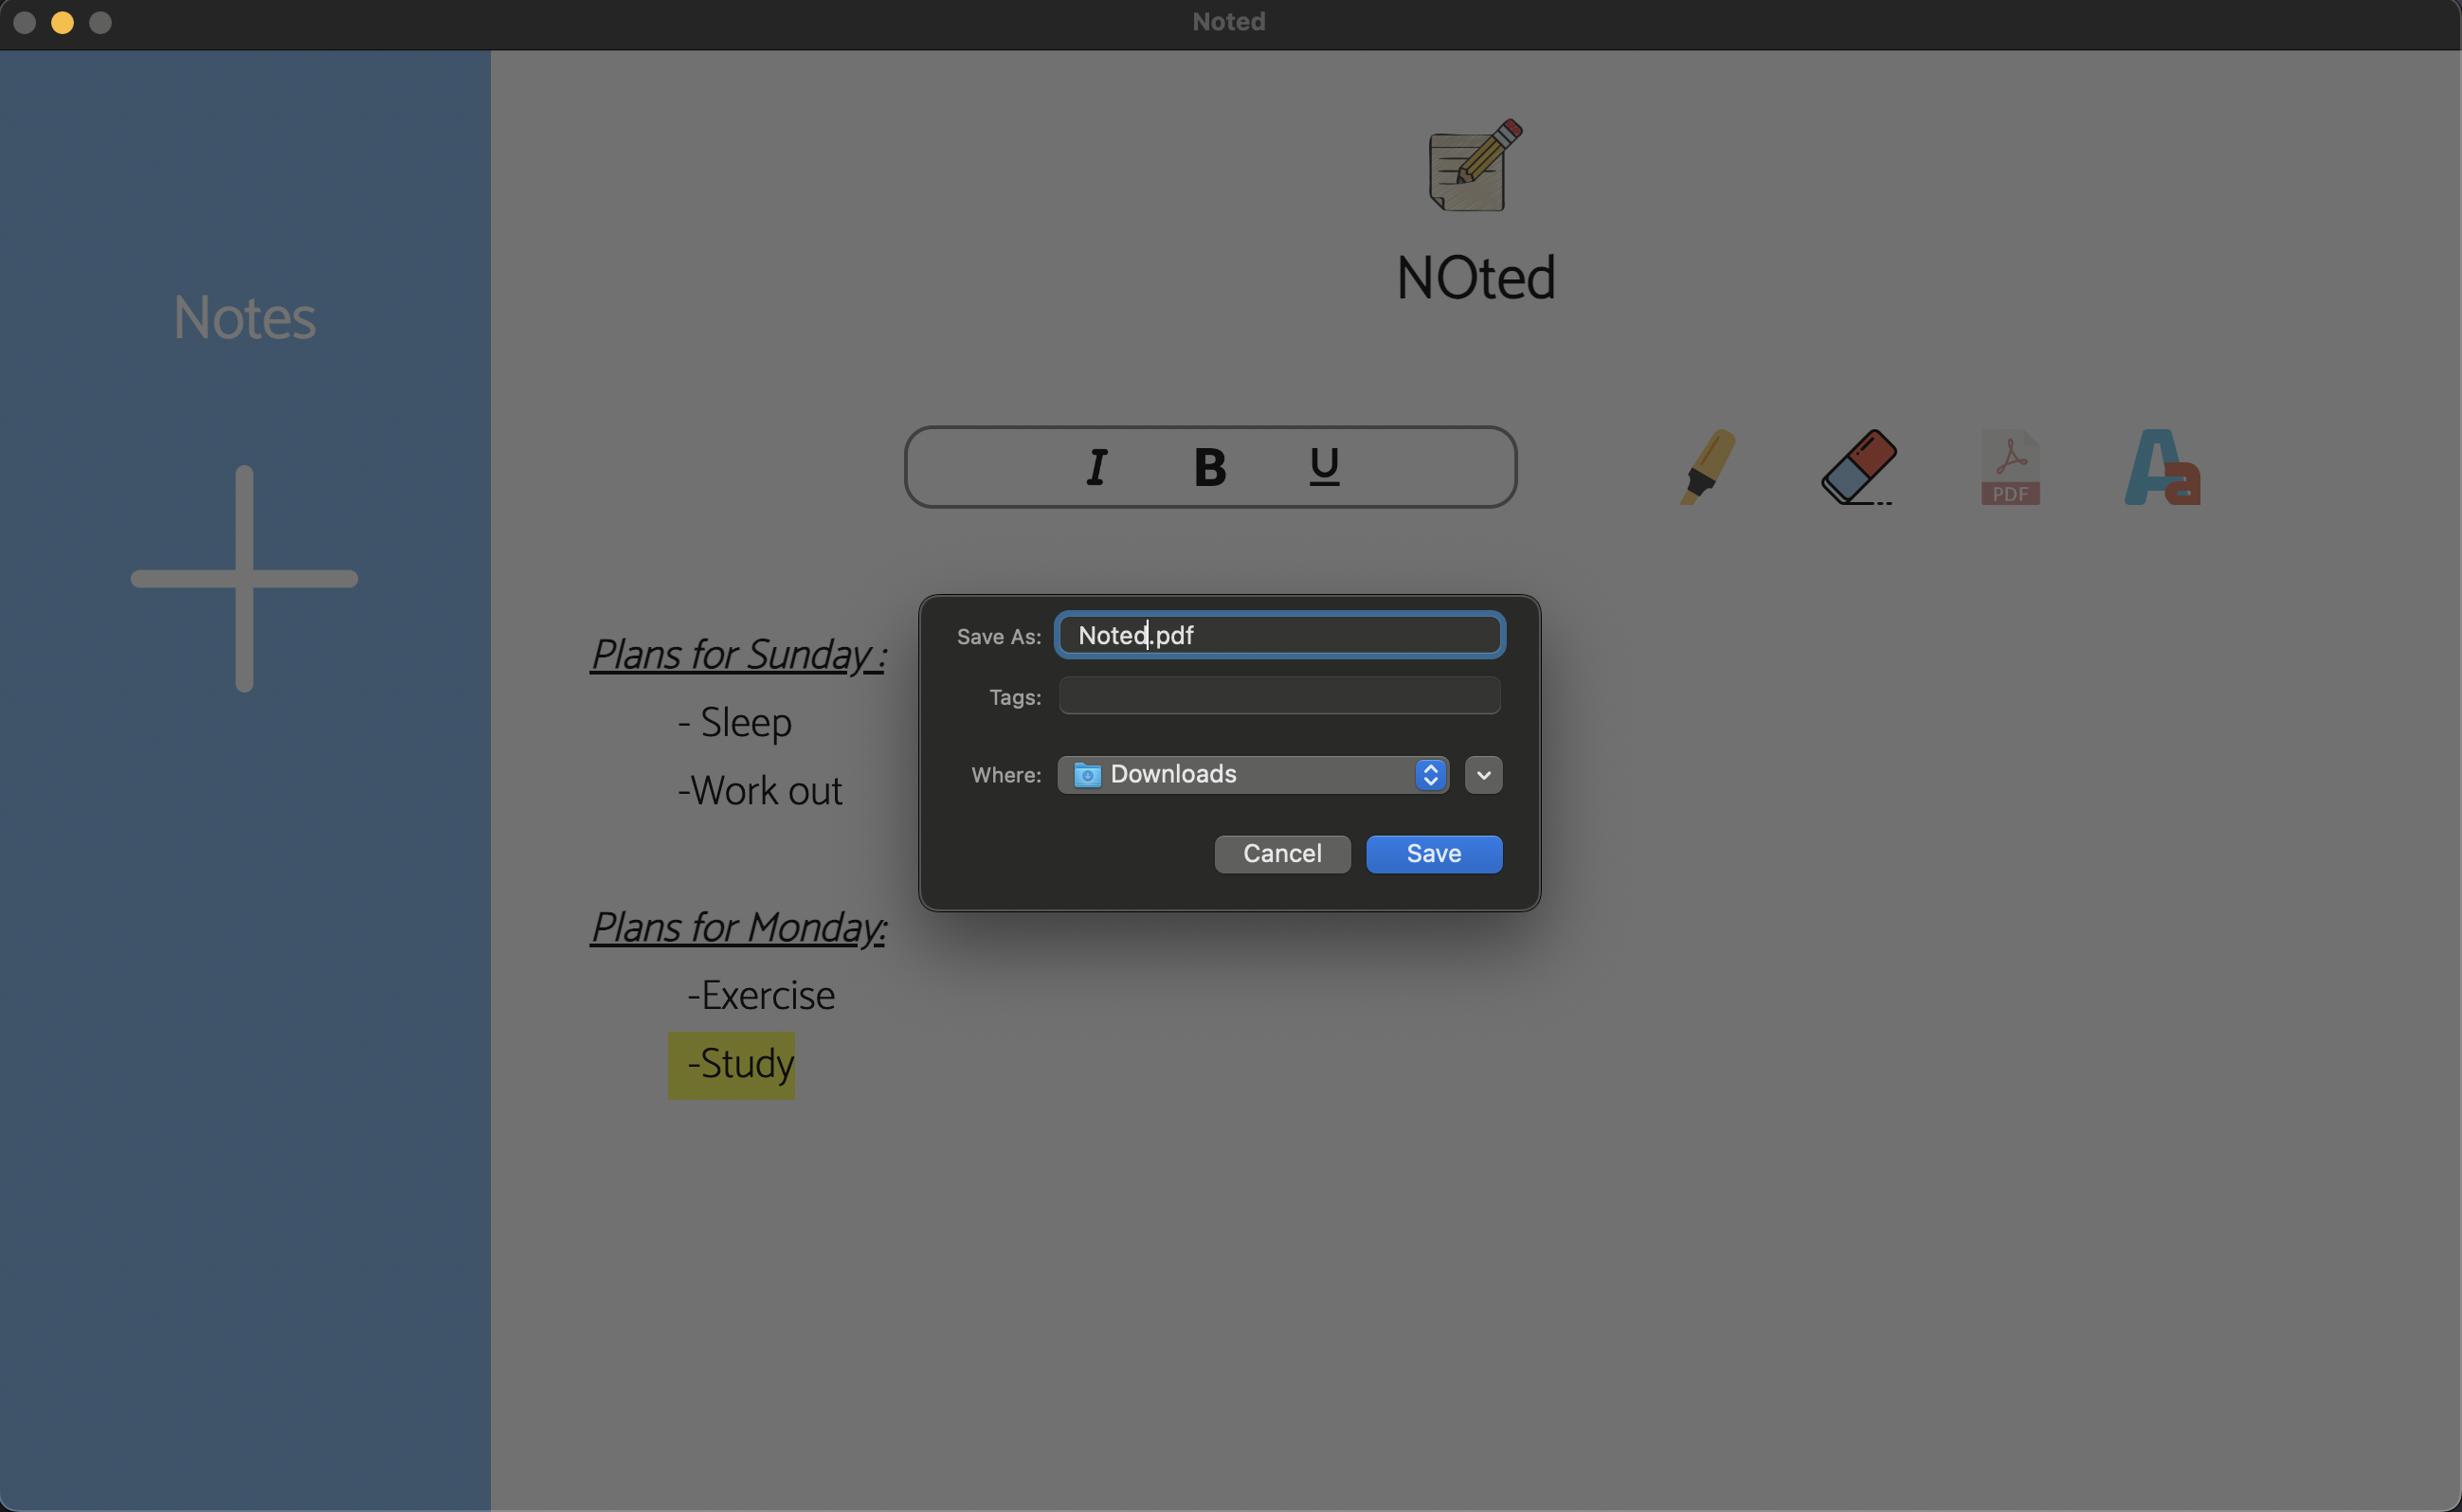 Noted
Notes
NOted
I B U
PDF
Aa
Save As: Noted.pdf
Tags:
Where: Downloads
Cancel Save
Plans for Sunday :
- Sleep
-Work out
Plans for Monday:
-Exercise
-Study